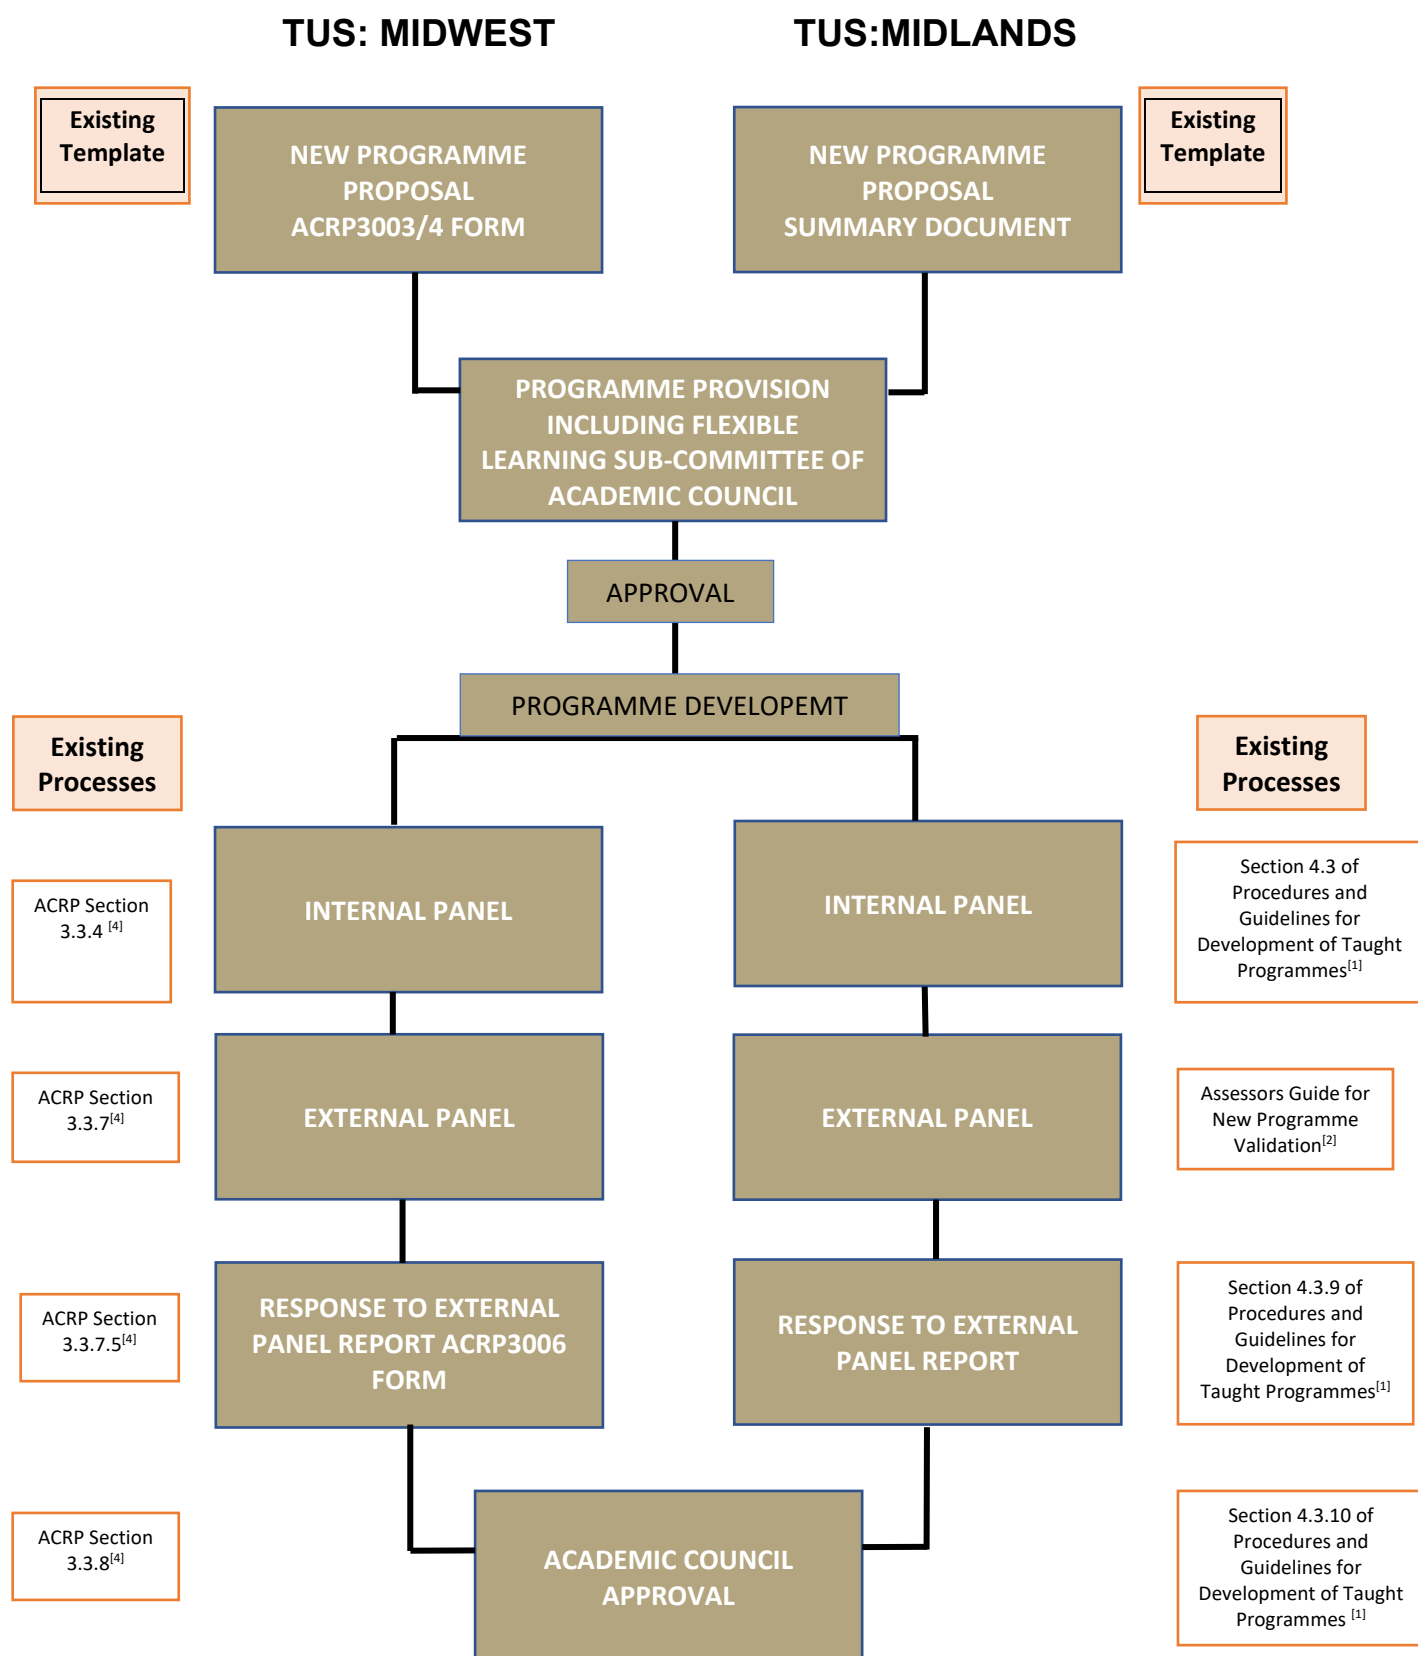 TUS: MIDWEST
TUS:MIDLANDS
Existing
Template
NEW PROGRAMME
PROPOSAL
ACRP3003/4 FORM
NEW PROGRAMME
PROPOSAL
SUMMARY DOCUMENT
Existing
Template
PROGRAMME PROVISION
INCLUDING FLEXIBLE
LEARNING SUB-COMMITTEE OF
ACADEMIC COUNCIL
APPROVAL
PROGRAMME DEVELOPEMT
Existing
Processes
Existing
Processes
ACRP Section
3.3.4 [4]
INTERNAL PANEL
INTERNAL PANEL
Section 4.3 of
Procedures and
Guidelines for
Development of Taught
Programmes[1]
ACRP Section
3.3.7[4]
EXTERNAL PANEL
EXTERNAL PANEL
Assessors Guide for
New Programme
Validation[2]
ACRP Section
3.3.7.5[4]
RESPONSE TO EXTERNAL
PANEL REPORT ACRP3006
FORM
RESPONSE TO EXTERNAL
PANEL REPORT
Section 4.3.9 of
Procedures and
Guidelines for
Development of
Taught Programmes[1]
ACRP Section
3.3.8[4]
ACADEMIC COUNCIL
APPROVAL
Section 4.3.10 of
Procedures and
Guidelines for
Development of Taught
Programmes [1]